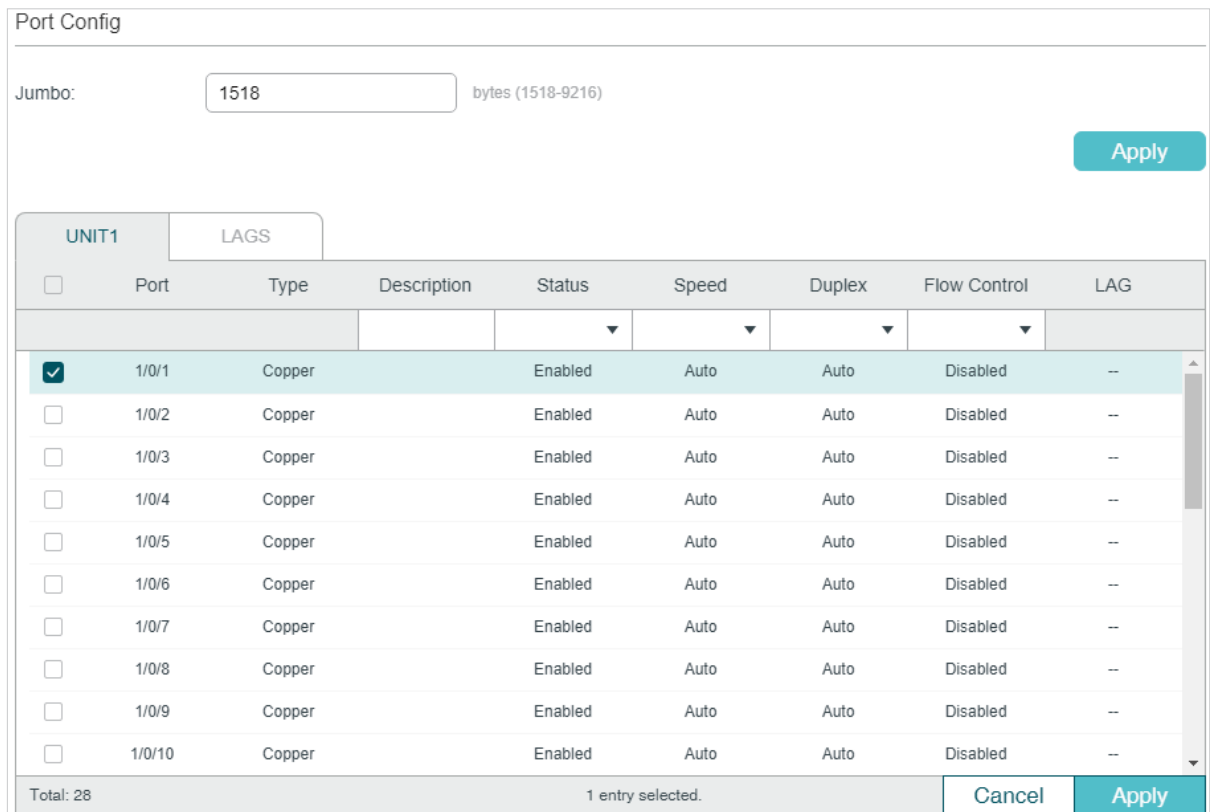 Port Config
Jumbo: 1518 bytes (1518-9216)
Apply
UNIT1 LAGS
Port Type Description Status Speed Duplex Flow Control LAG
1/0/1 Copper Enabled Auto Auto Disabled --
1/0/2 Copper Enabled Auto Auto Disabled --
1/0/3 Copper Enabled Auto Auto Disabled --
1/0/4 Copper Enabled Auto Auto Disabled --
1/0/5 Copper Enabled Auto Auto Disabled --
1/0/6 Copper Enabled Auto Auto Disabled --
1/0/7 Copper Enabled Auto Auto Disabled --
1/0/8 Copper Enabled Auto Auto Disabled --
1/0/9 Copper Enabled Auto Auto Disabled --
1/0/10 Copper Enabled Auto Auto Disabled --
Total: 28 1 entry selected. Cancel Apply